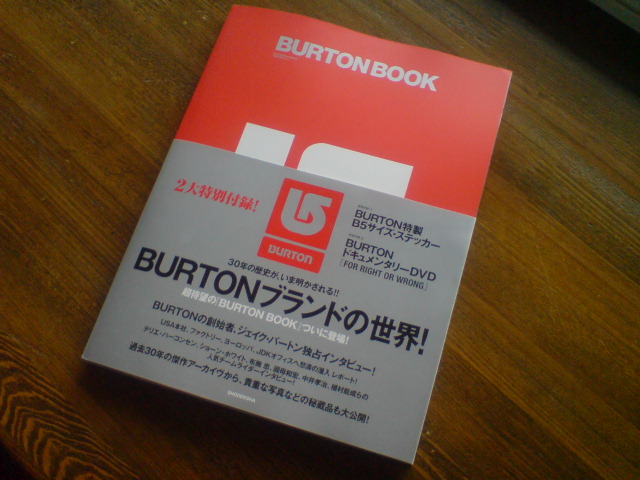 BURTON BOOK
2大特別付録!
BURTON
BURTON特製
B5サイズ・ステッカー
BURTON
ドキュメンタリーDVD
「FOR RIGHT OR WRONG」
30年の歴史が、いま明かされる!!
BURTONブランドの世界!
超待望の「BURTON BOOK」ついに登場!
BURTONの創始者、ジェイク・バートン独占インタビュー!
USA本社、ファクトリー、ヨーロッパ、JDKオフィスへ怒濤の潜入レポート!
テリエ・ハーコンセン、ショーン・ホワイト、布施 忠、國母和宏、中井孝治、植村能成らの
人気チームライダーインタビュー!
過去30年の傑作アーカイヴから、貴重な写真などの秘蔵品も大公開!
SHINKOSHA